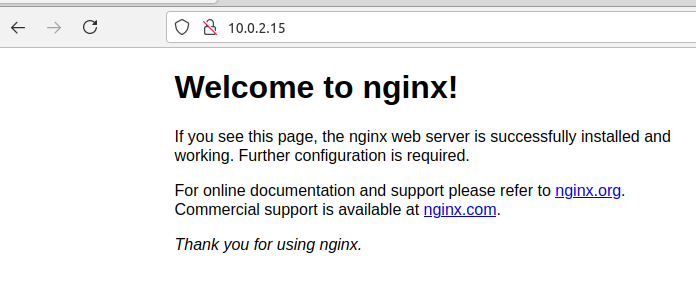 10.0.2.15
Welcome to nginx!
If you see this page, the nginx web server is successfully installed and
working. Further configuration is required.
For online documentation and support please refer to nginx.org.
Commercial support is available at nginx.com.
Thank you for using nginx.